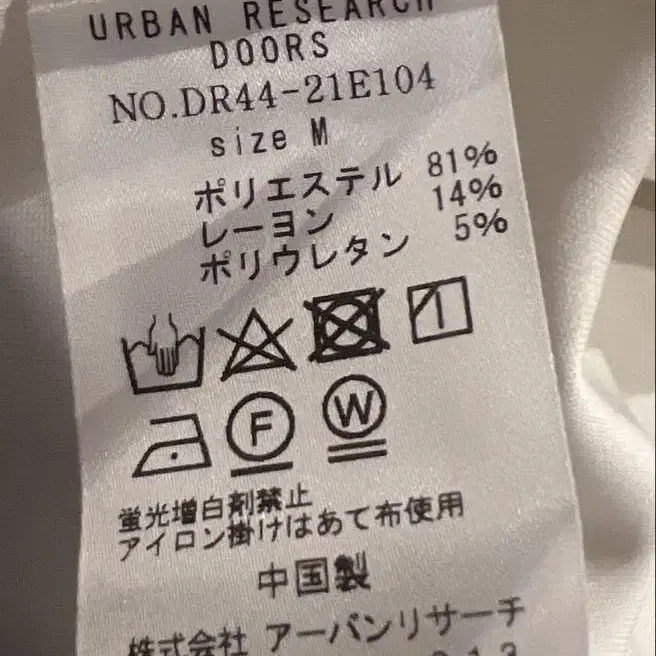 URBAN RESEARCH
DOORS
NO.DR44-21E104
size M
ポリエステル 81%
レーヨン 14%
ポリウレタン 5%
F W
蛍光増白剤禁止
アイロン掛けはあて布使用
中国製
株式会社 アーバンリサーチ